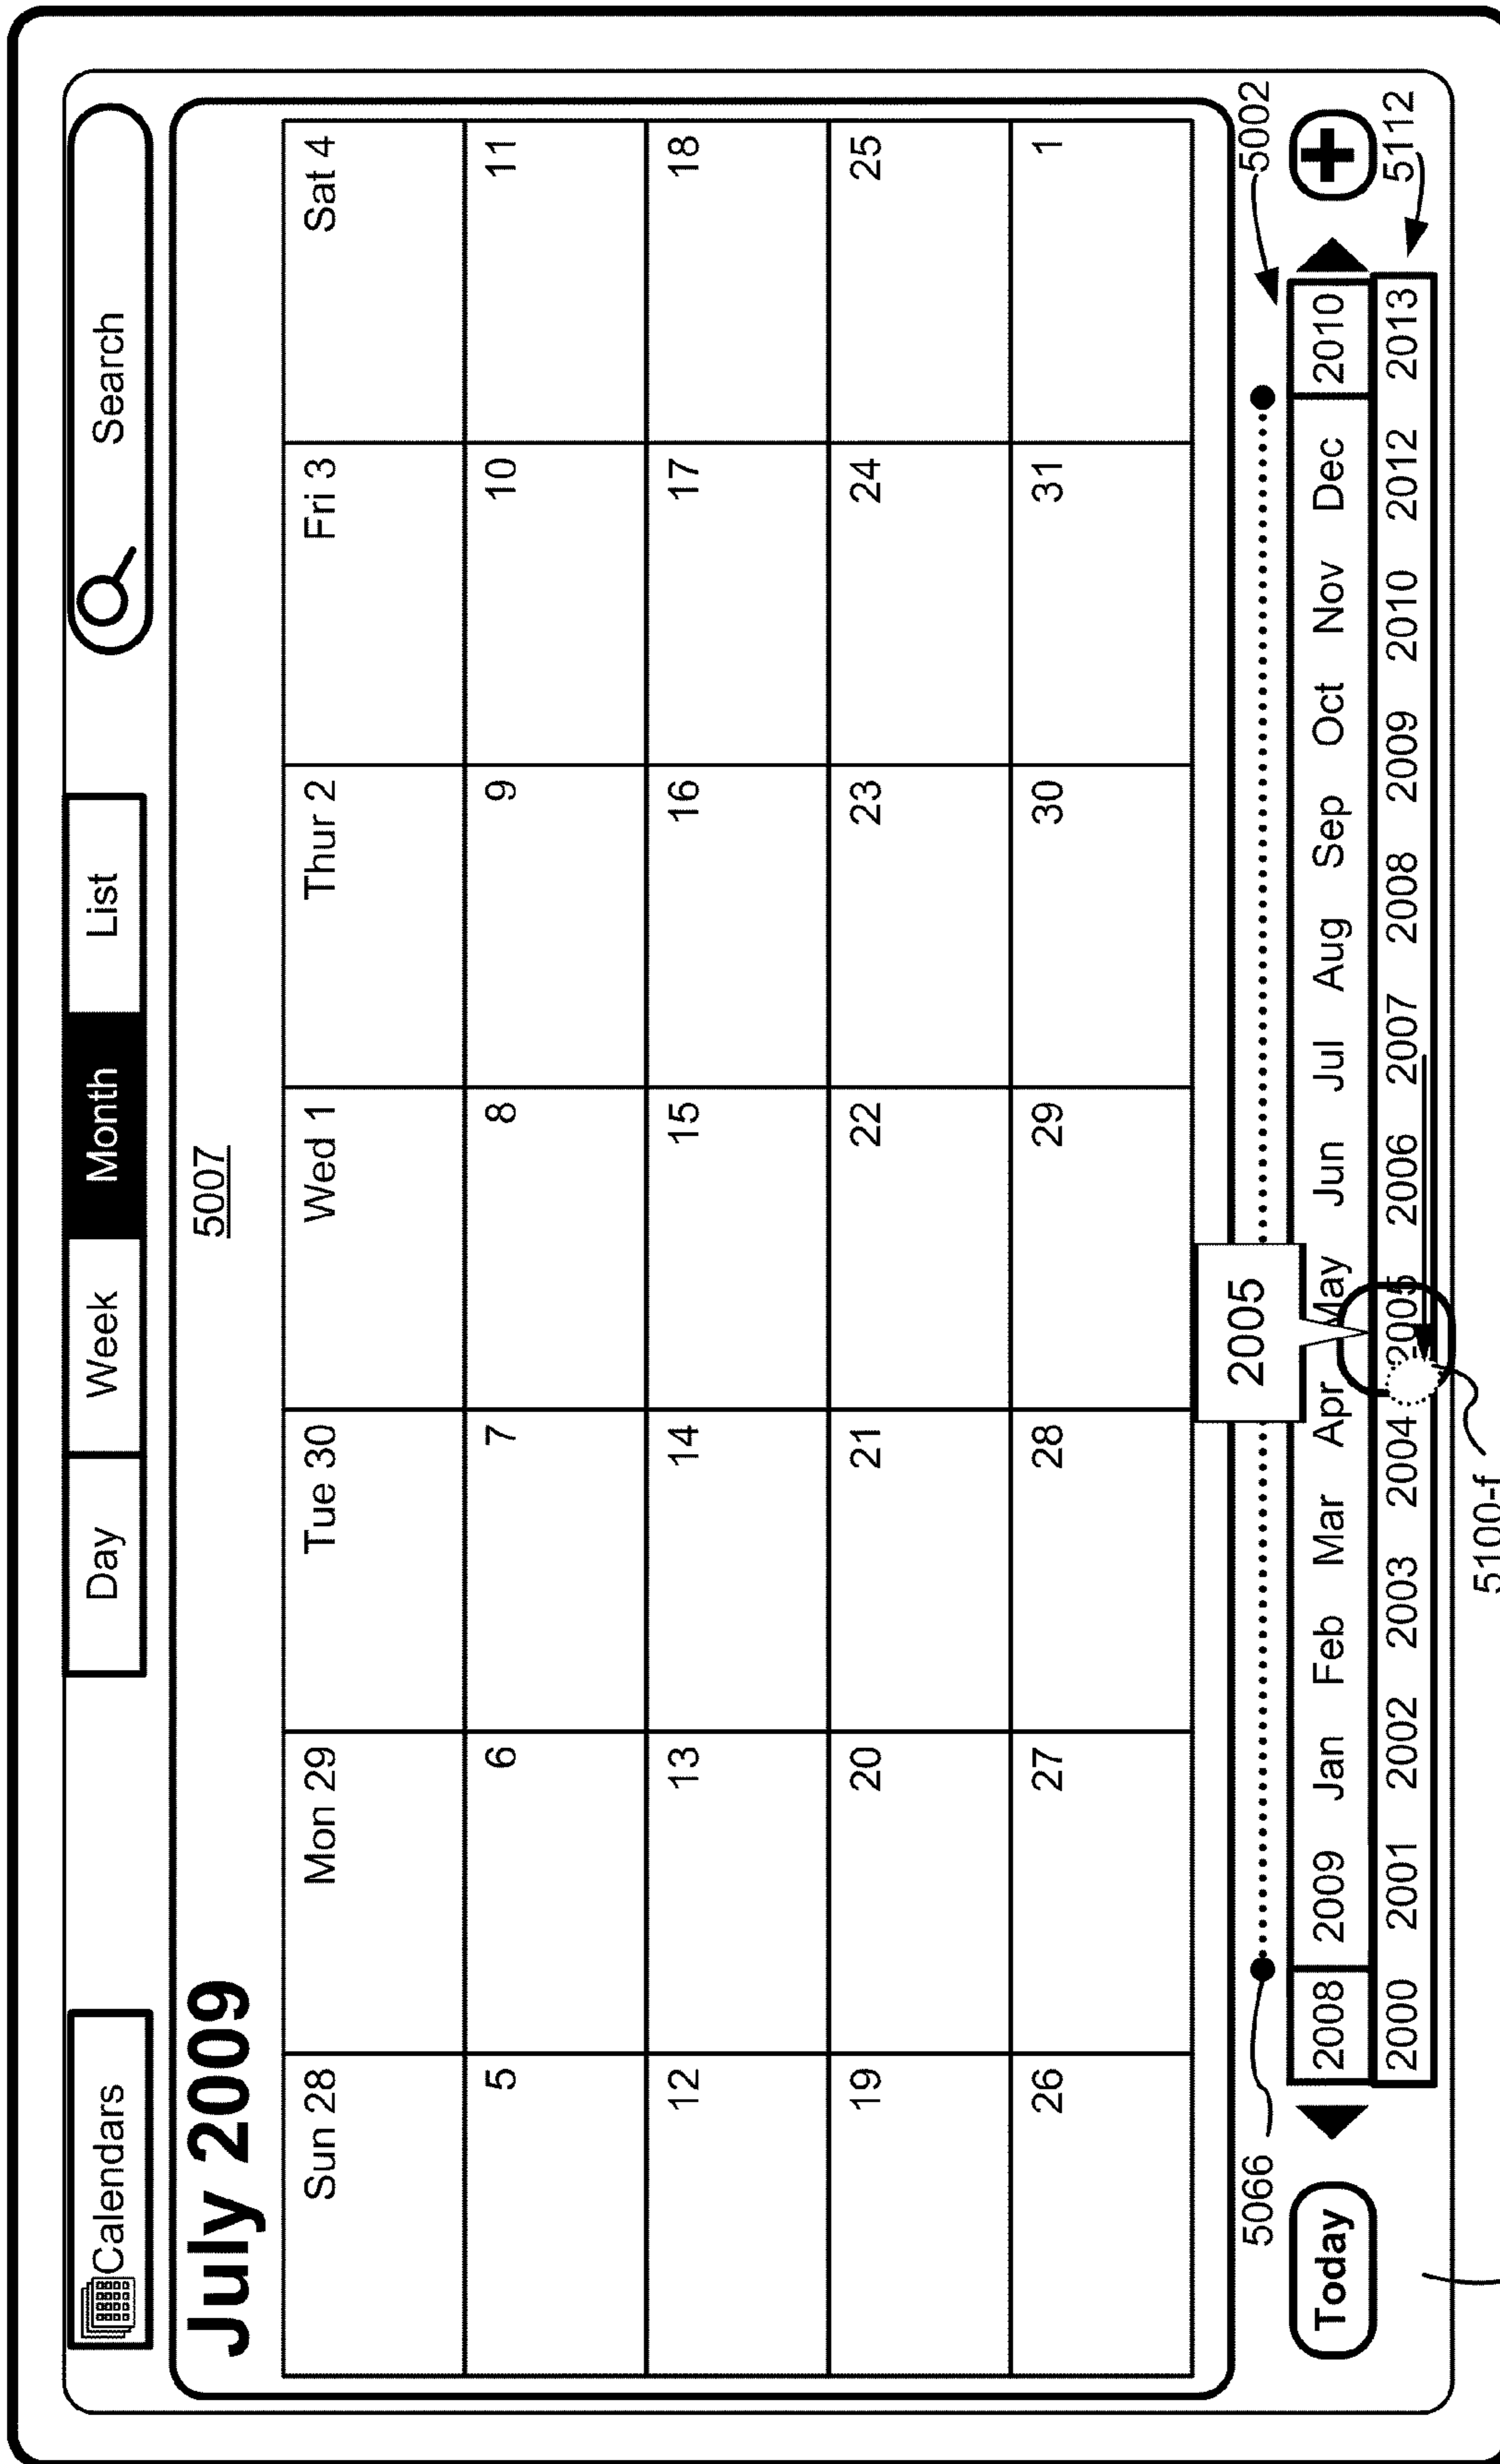 Calendars Day Week Month List Search
July 2009 5007
Sun 28 Mon 29 Tue 30 Wed 1 Thur 2 Fri 3 Sat 4
5 6 7 8 9 10 11
12 13 14 15 16 17 18
19 20 21 22 23 24 25
26 27 28 29 30 31 1
5066 2005 5002
Today 2008 2009 Jan Feb Mar Apr May Jun Jul Aug Sep Oct Nov Dec 2010
2000 2001 2002 2003 2004 2005 2006 2007 2008 2009 2010 2012 2013 5112
5100-f